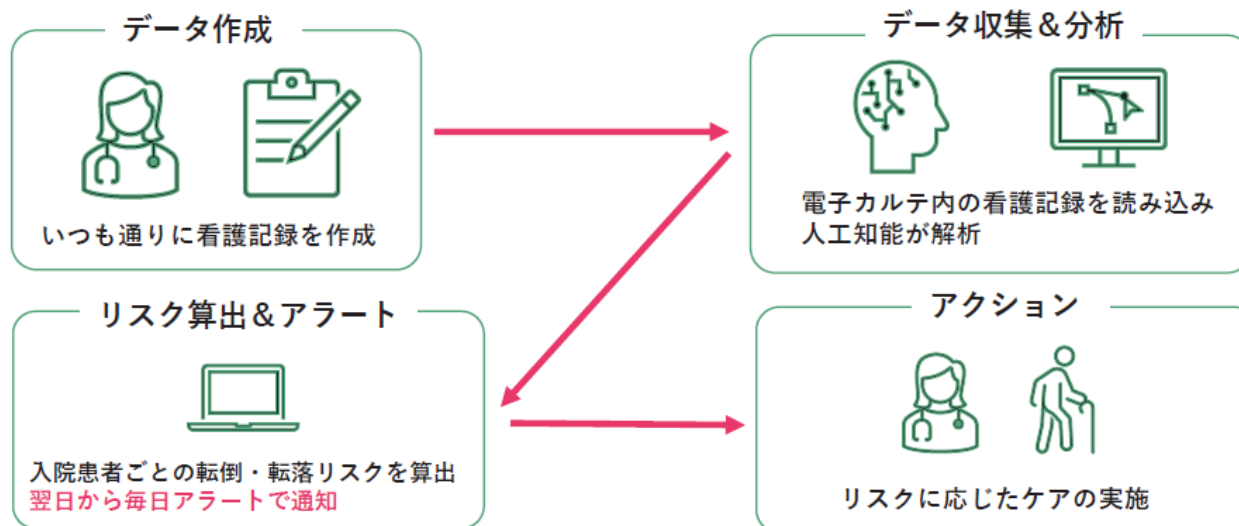 データ作成
いつも通りに看護記録を作成
データ収集＆分析
電子カルテ内の看護記録を読み込み
人工知能が解析
リスク算出＆アラート
入院患者ごとの転倒・転落リスクを算出
翌日から毎日アラートで通知
アクション
リスクに応じたケアの実施